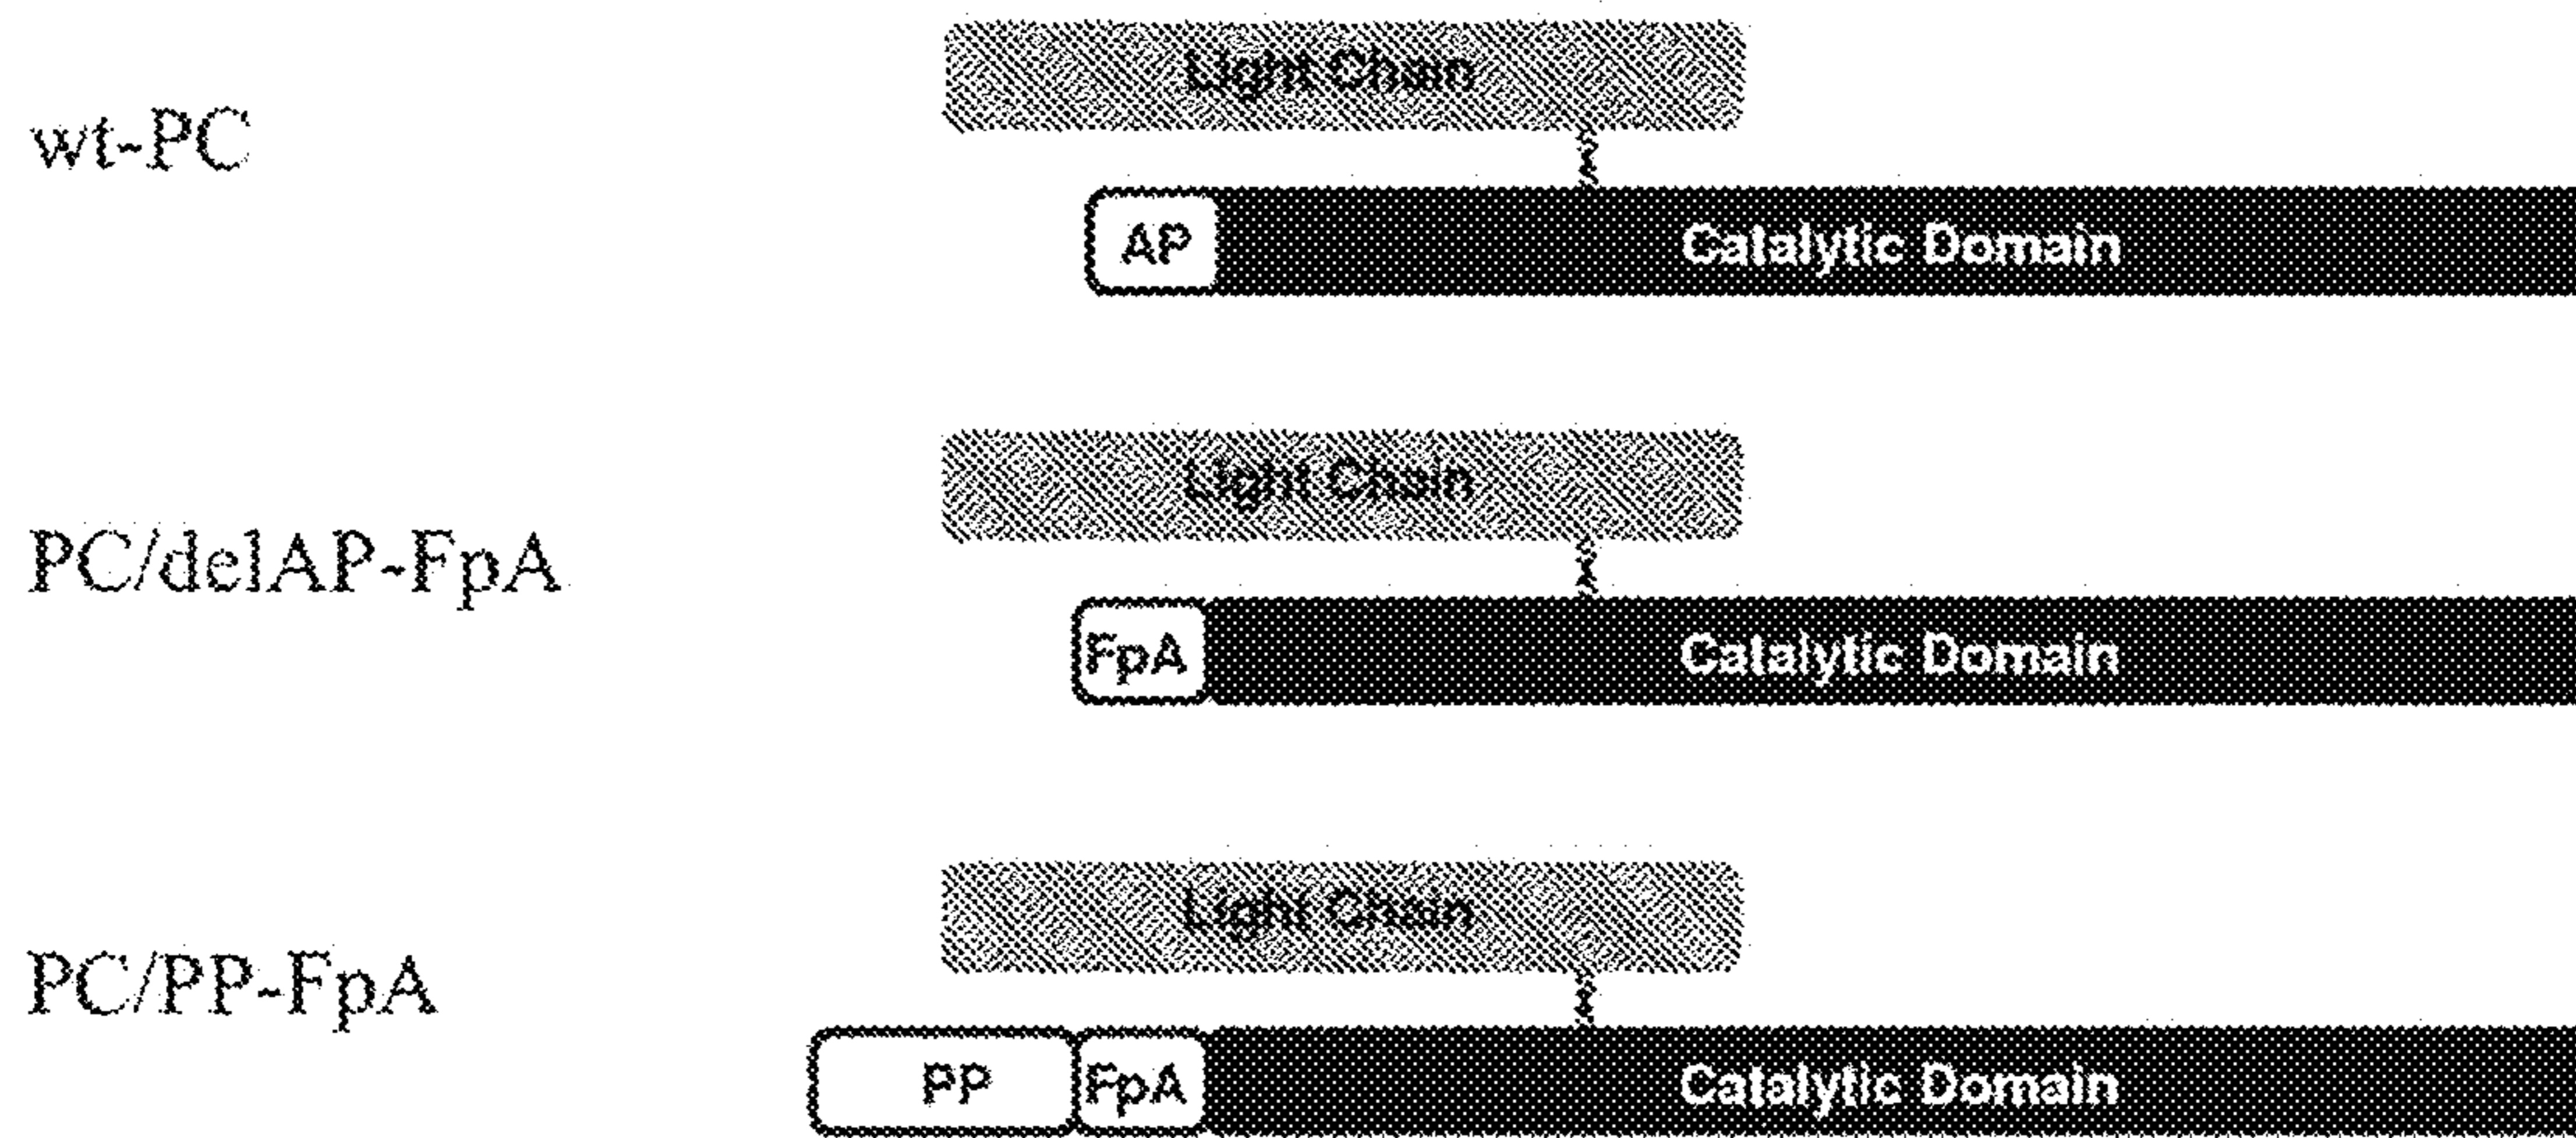 Light Chain
wt-PC
AP Catalytic Domain
Light Chain
PC/delAP-FpA
FpA Catalytic Domain
Light Chain
PC/PP-FpA
PP FpA Catalytic Domain